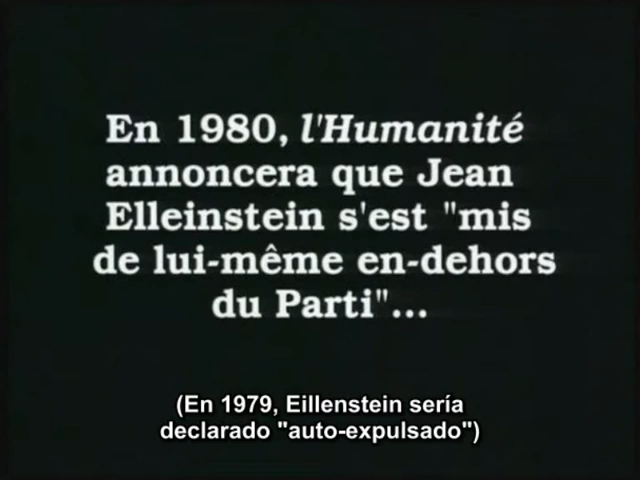 En 1980, l'Humanité
annoncera que Jean
Elleinstein s'est "mis
de lui-même en-dehors
du Parti"...
(En 1979, Eillenstein sería
declarado "auto-expulsado")